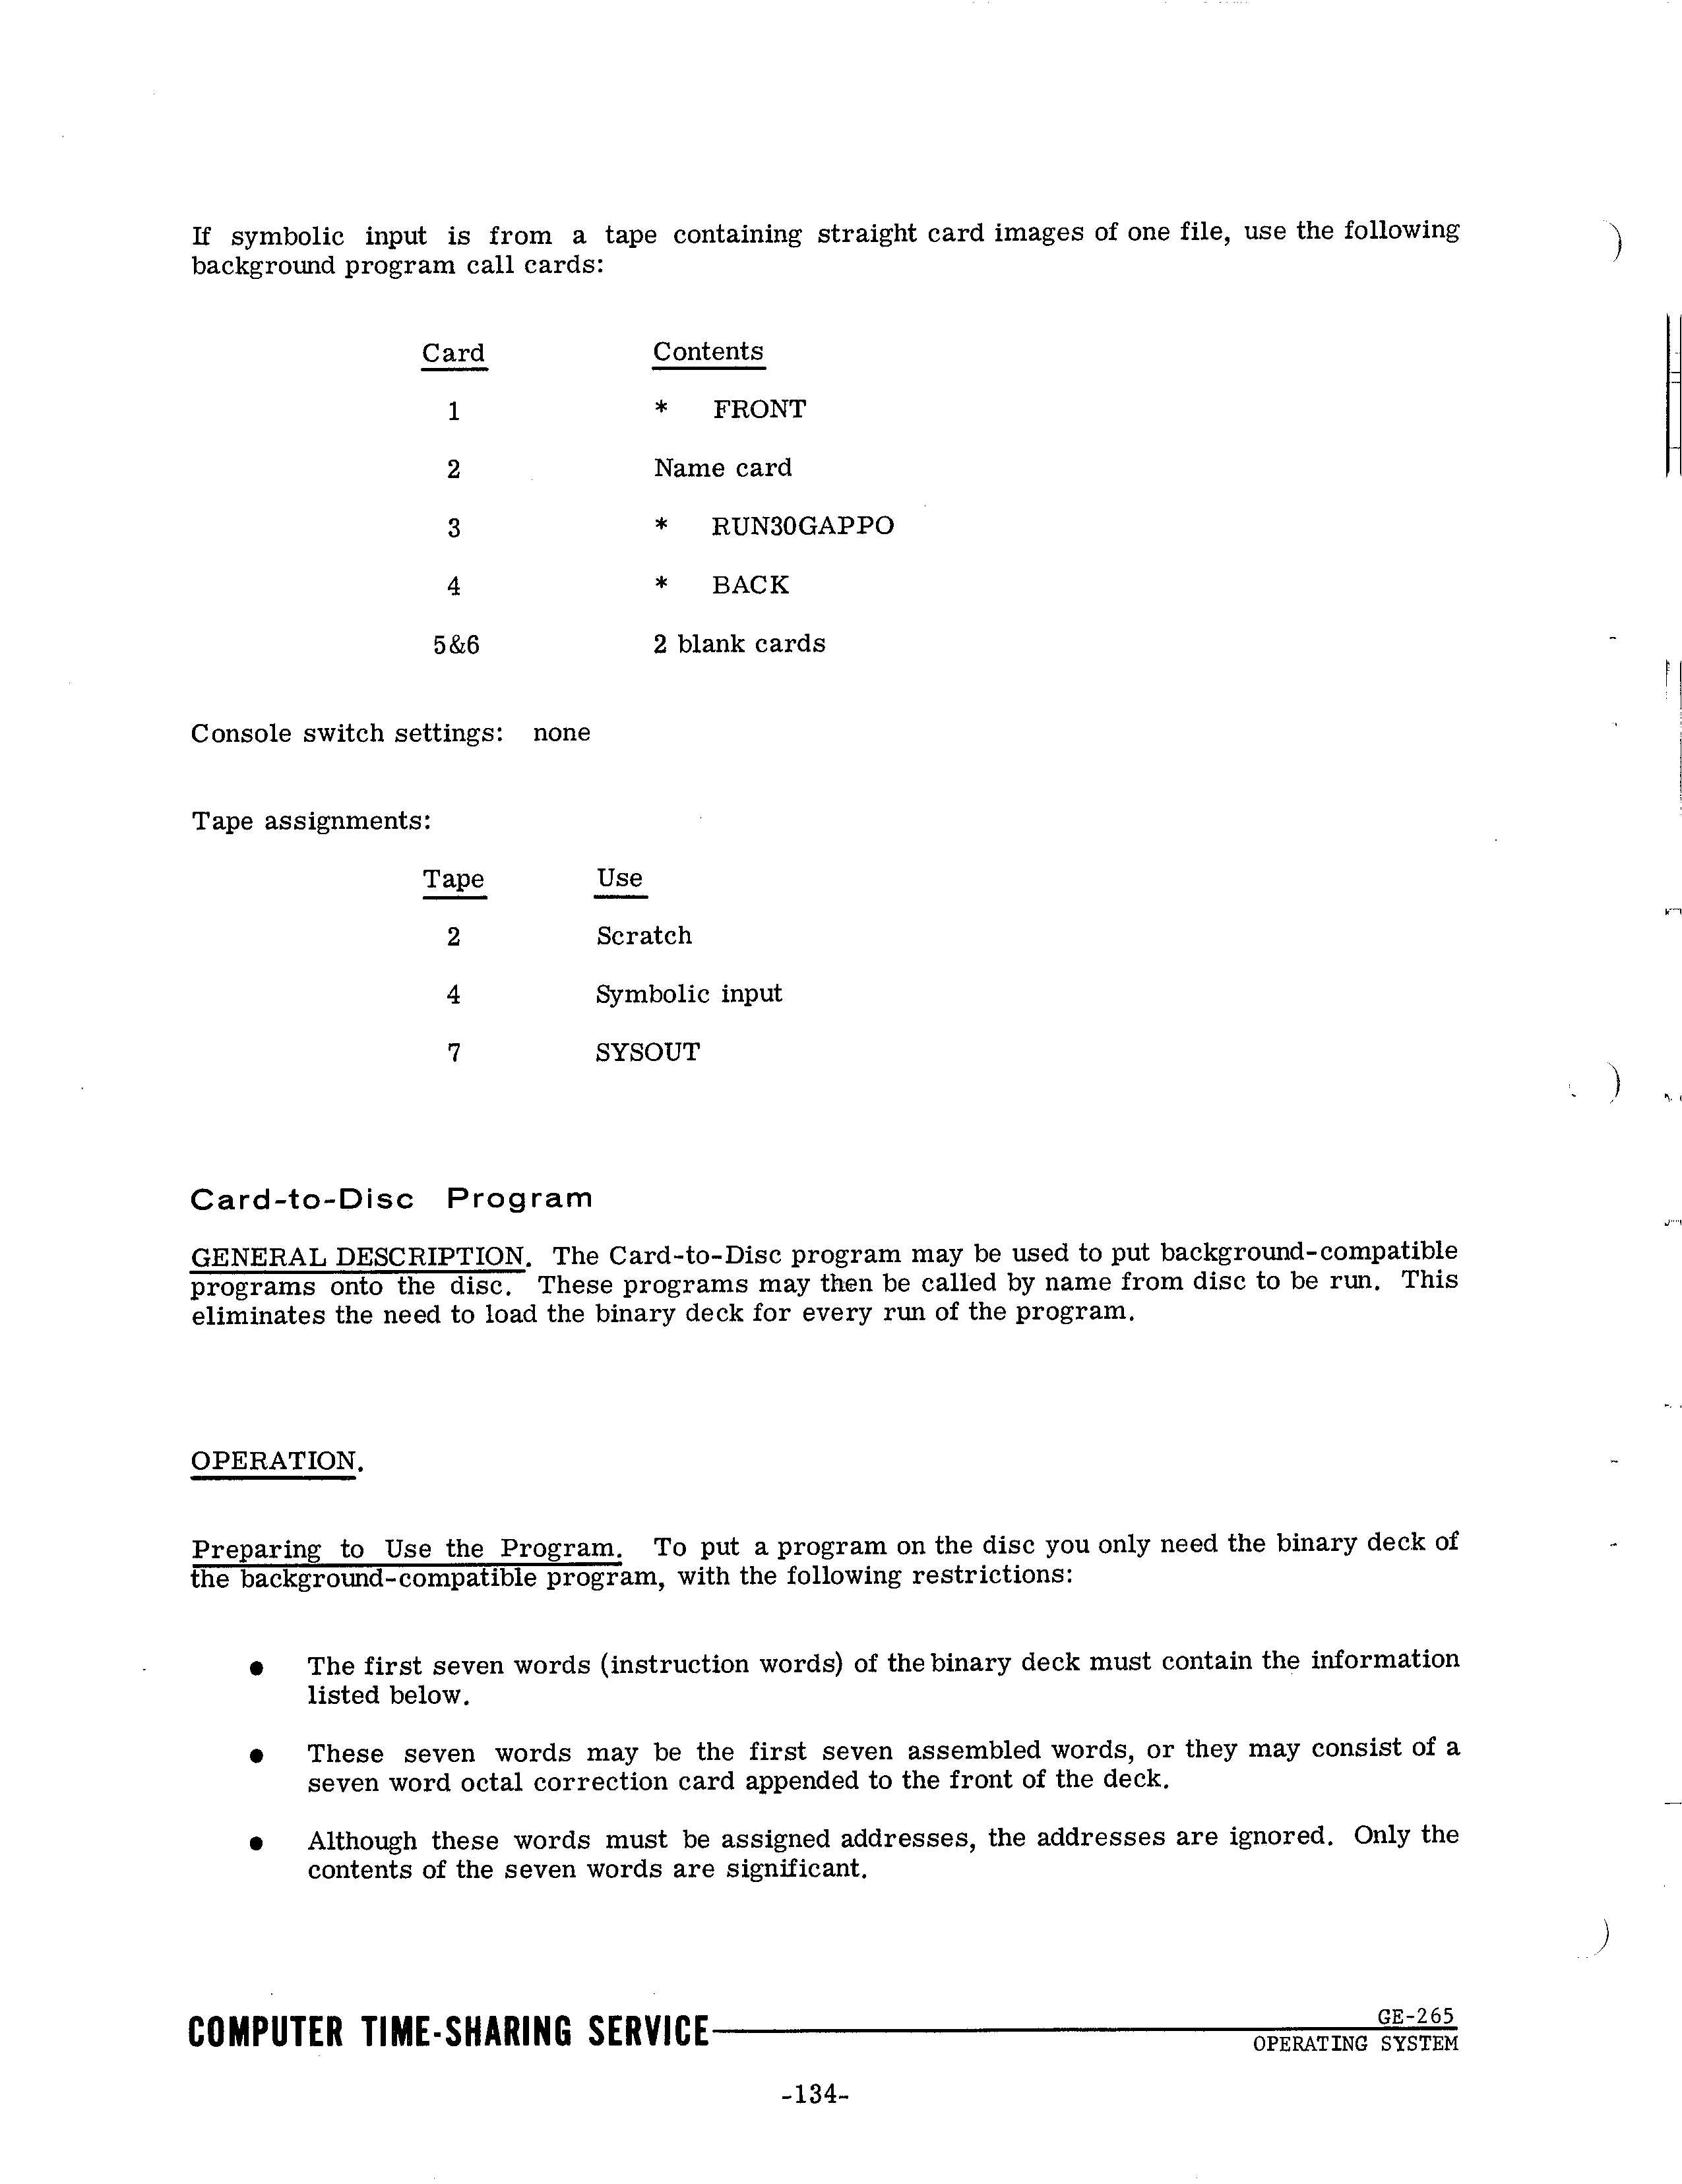 If symbolic input is from a tape containing straight card images of one file, use the following
background program call cards:
Card Contents
1 * FRONT
2 Name card
3 * RUN30GAPPO
4 * BACK
5&6 2 blank cards
Console switch settings: none
Tape assignments:
Tape Use
2 Scratch
4 Symbolic input
7 SYSOUT
Card-to-Disc Program
GENERAL DESCRIPTION. The Card-to-Disc program may be used to put background-compatible
programs onto the disc. These programs may then be called by name from disc to be run. This
eliminates the need to load the binary deck for every run of the program.
OPERATION.
Preparing to Use the Program. To put a program on the disc you only need the binary deck of
the background-compatible program, with the following restrictions:
● The first seven words (instruction words) of the binary deck must contain the information
listed below.
● These seven words may be the first seven assembled words, or they may consist of a
seven word octal correction card appended to the front of the deck.
● Although these words must be assigned addresses, the addresses are ignored. Only the
contents of the seven words are significant.
COMPUTER TIME-SHARING SERVICE GE-265
OPERATING SYSTEM
-134-